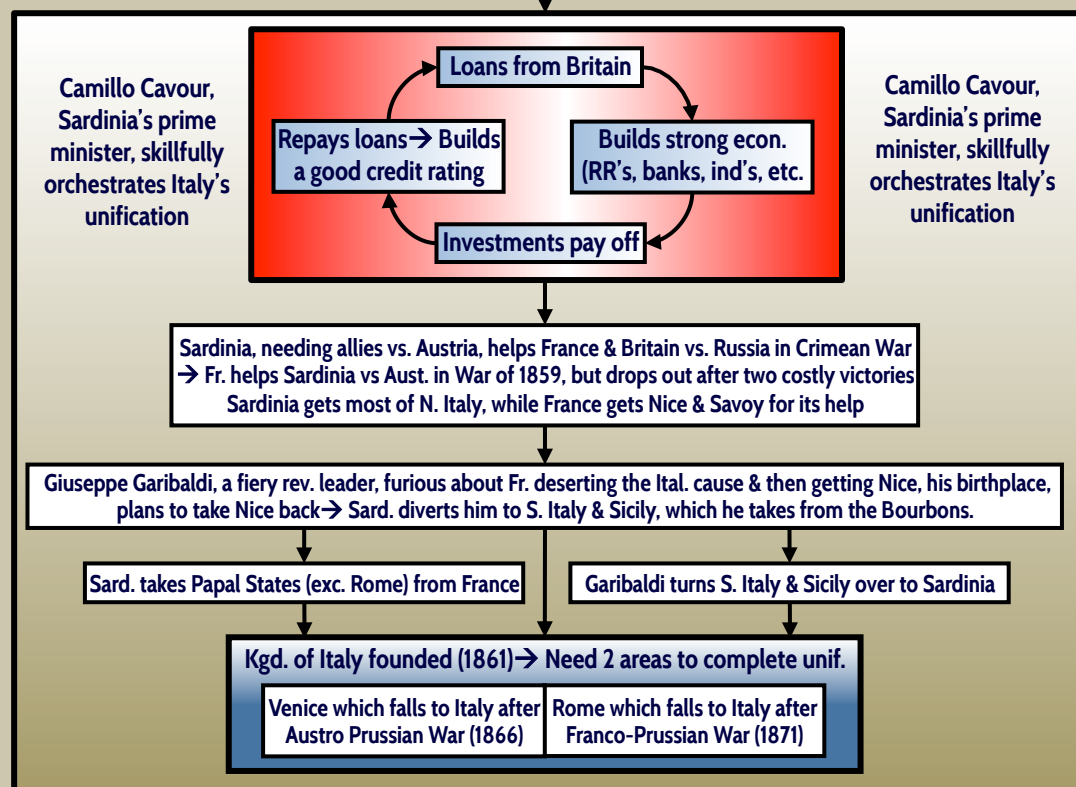 Camillo Cavour,
Sardinia's prime
minister, skillfully
orchestrates Italy's
unification
Loans from Britain
Repays loans→ Builds
a good credit rating
Builds strong econ.
(RR's, banks, ind's, etc.
Investments pay off
Camillo Cavour,
Sardinia's prime
minister, skillfully
orchestrates Italy's
unification
Sardinia, needing allies vs. Austria, helps France & Britain vs. Russia in Crimean War
→ Fr. helps Sardinia vs Aust. in War of 1859, but drops out after two costly victories
Sardinia gets most of N. Italy, while France gets Nice & Savoy for its help
Giuseppe Garibaldi, a fiery rev. leader, furious about Fr. deserting the Ital. cause & then getting Nice, his birthplace,
plans to take Nice back→ Sard. diverts him to S. Italy & Sicily, which he takes from the Bourbons.
Sard. takes Papal States (exc. Rome) from France
Garibaldi turns S. Italy & Sicily over to Sardinia
Kgd. of Italy founded (1861)→ Need 2 areas to complete unif.
Venice which falls to Italy after
Austro Prussian War (1866)
Rome which falls to Italy after
Franco-Prussian War (1871)